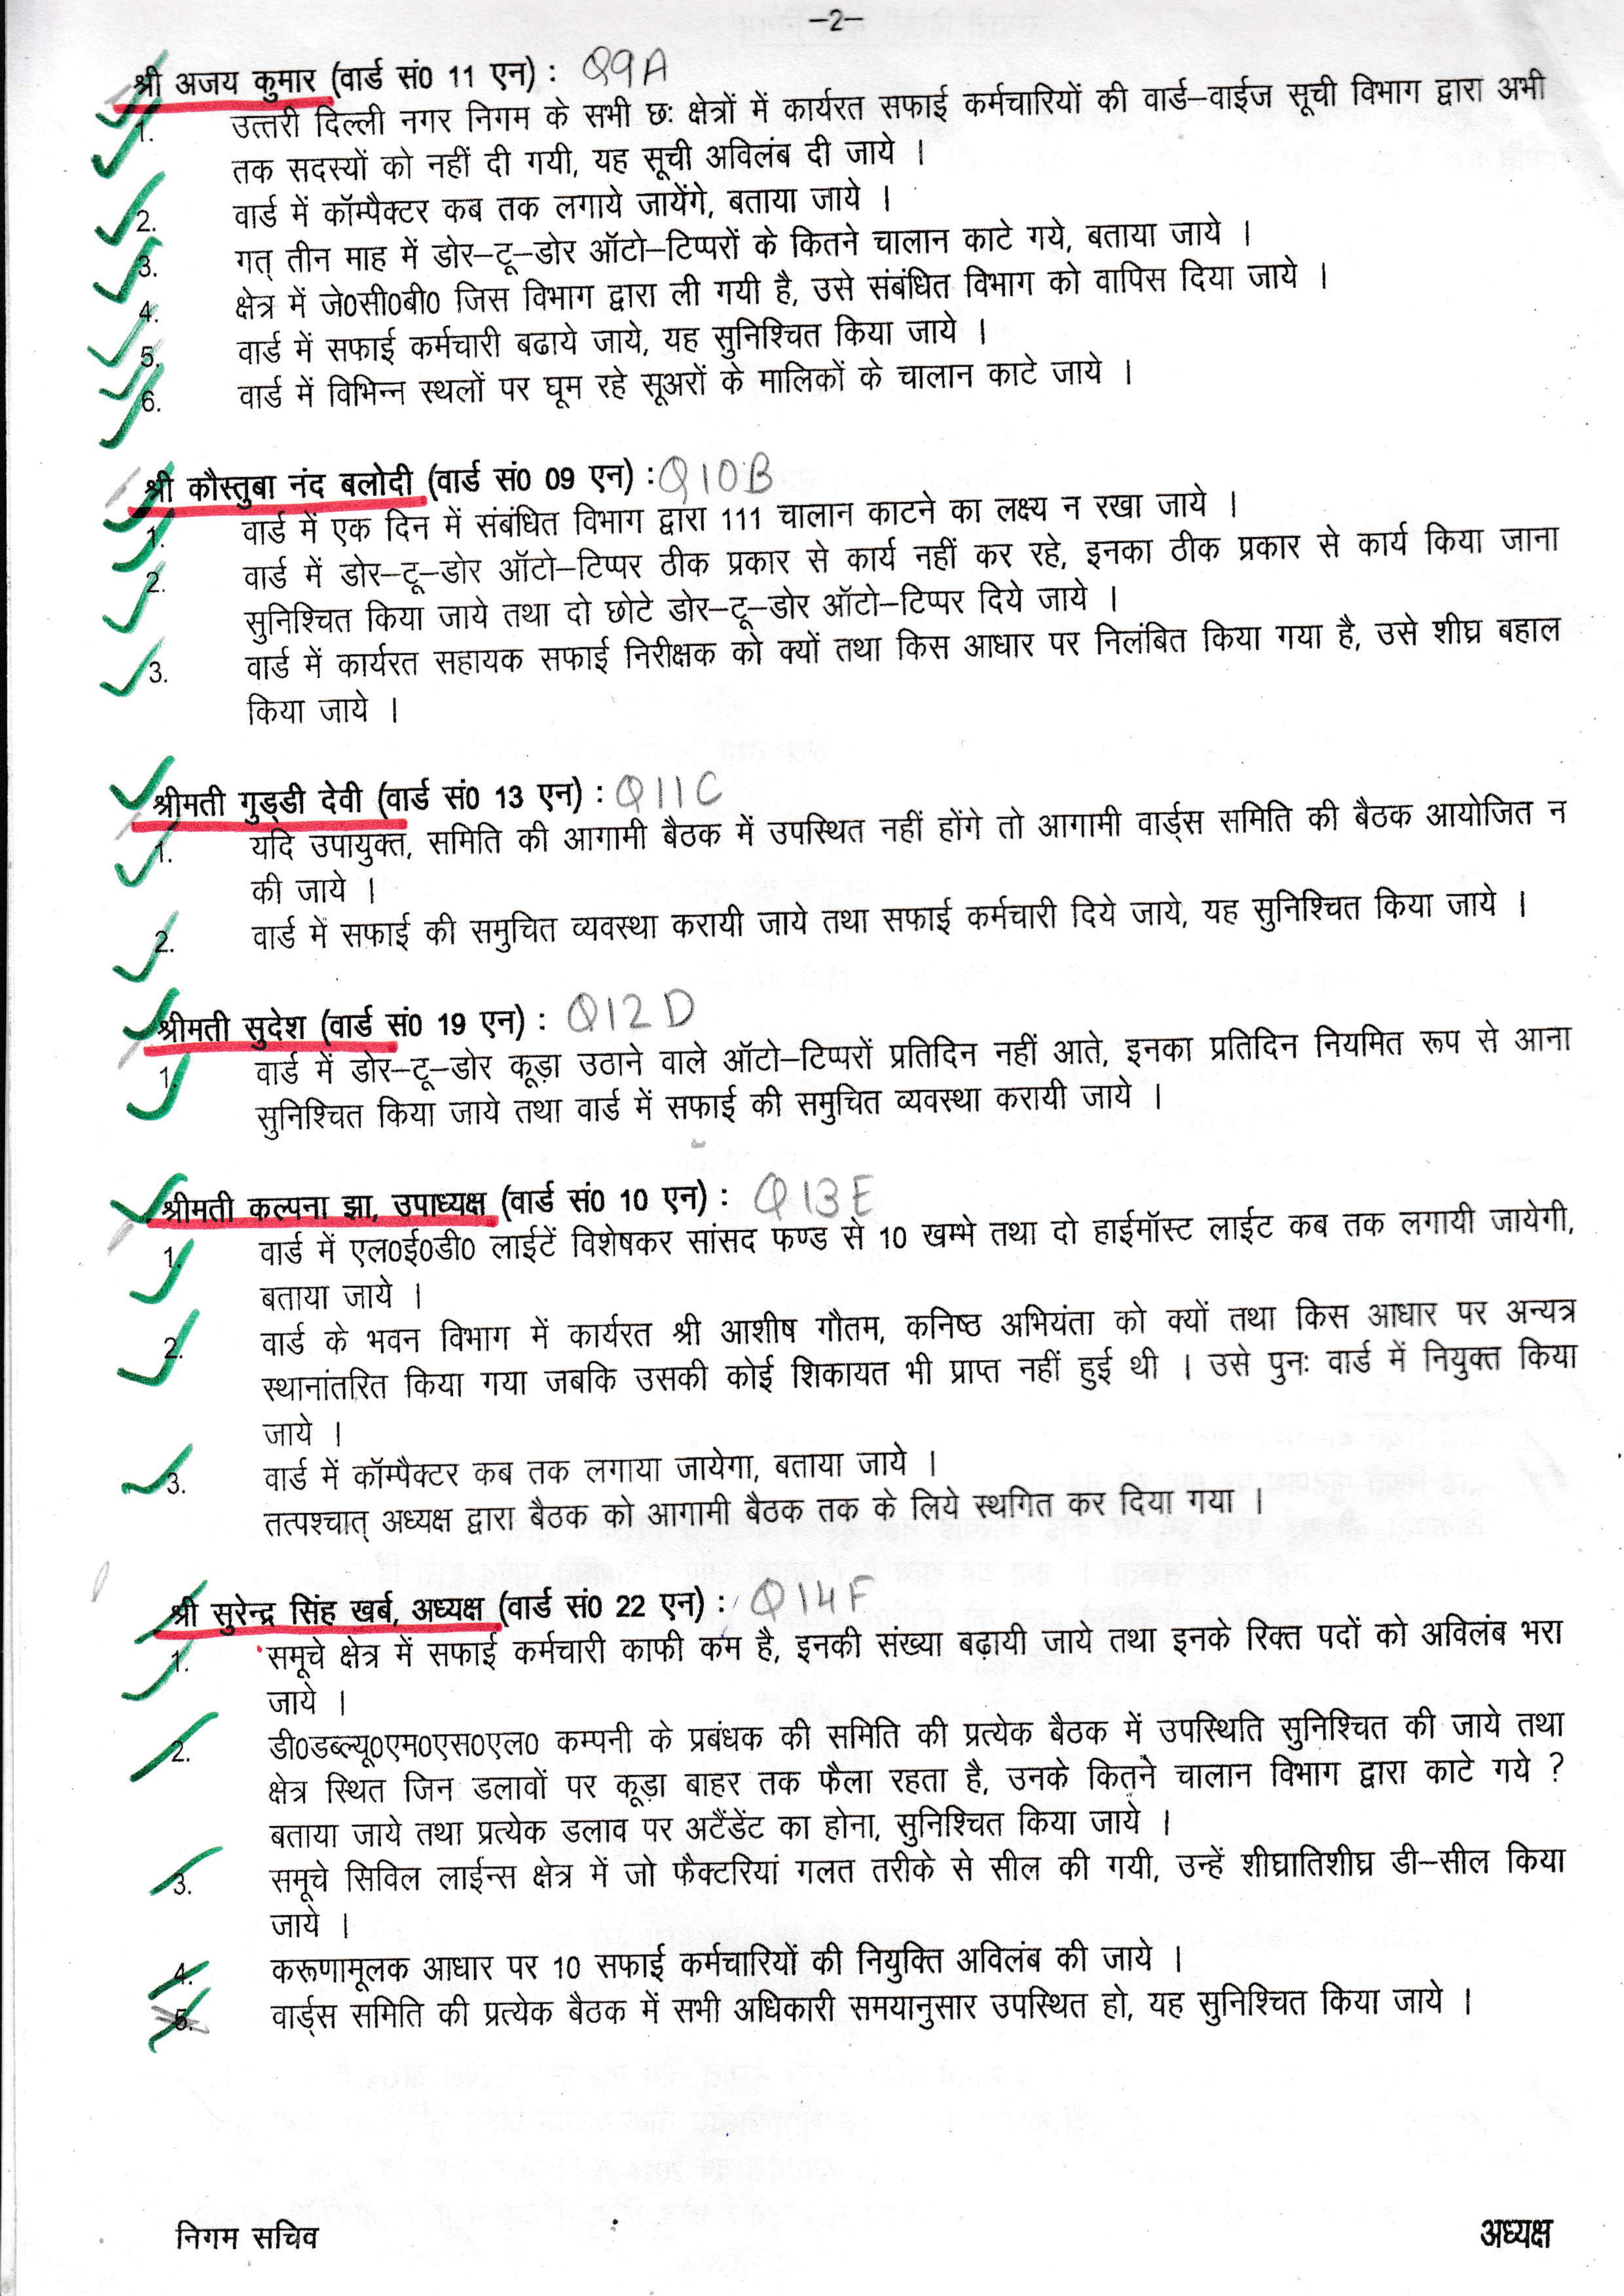 –2–
श्री अजय कुमार (वार्ड सं0 11 एन) : Q9A
1. उत्तरी दिल्ली नगर निगम के सभी छः क्षेत्रों में कार्यरत सफाई कर्मचारियों की वार्ड–वाईज सूची विभाग द्वारा अभी
तक सदस्यों को नहीं दी गयी, यह सूची अविलंब दी जाये ।
2. वार्ड में कॉम्पैक्टर कब तक लगाये जायेंगे, बताया जाये ।
3. गत् तीन माह में डोर–टू–डोर ऑटो–टिप्परों के कितने चालान काटे गये, बताया जाये ।
4. क्षेत्र में जे0सी0बी0 जिस विभाग द्वारा ली गयी है, उसे संबंधित विभाग को वापिस दिया जाये ।
5. वार्ड में सफाई कर्मचारी बढाये जाये, यह सुनिश्चित किया जाये ।
6. वार्ड में विभिन्न स्थलों पर घूम रहे सूअरों के मालिकों के चालान काटे जाये ।
श्री कौस्तुबा नंद बलोदी (वार्ड सं0 09 एन) : Q10B
1. वार्ड में एक दिन में संबंधित विभाग द्वारा 111 चालान काटने का लक्ष्य न रखा जाये ।
2. वार्ड में डोर–टू–डोर ऑटो–टिप्पर ठीक प्रकार से कार्य नहीं कर रहे, इनका ठीक प्रकार से कार्य किया जाना
सुनिश्चित किया जाये तथा दो छोटे डोर–टू–डोर ऑटो–टिप्पर दिये जाये ।
3. वार्ड में कार्यरत सहायक सफाई निरीक्षक को क्यों तथा किस आधार पर निलंबित किया गया है, उसे शीघ्र बहाल
किया जाये ।
श्रीमती गुड्डी देवी (वार्ड सं0 13 एन) : Q11C
1. यदि उपायुक्त, समिति की आगामी बैठक में उपस्थित नहीं होंगे तो आगामी वार्ड्स समिति की बैठक आयोजित न
की जाये ।
2. वार्ड में सफाई की समुचित व्यवस्था करायी जाये तथा सफाई कर्मचारी दिये जाये, यह सुनिश्चित किया जाये ।
श्रीमती सुदेश (वार्ड सं0 19 एन) : Q12D
1. वार्ड में डोर–टू–डोर कूड़ा उठाने वाले ऑटो–टिप्परों प्रतिदिन नहीं आते, इनका प्रतिदिन नियमित रूप से आना
सुनिश्चित किया जाये तथा वार्ड में सफाई की समुचित व्यवस्था करायी जाये ।
श्रीमती कल्पना झा, उपाध्यक्ष (वार्ड सं0 10 एन) : Q13E
1. वार्ड में एल0ई0डी0 लाईटें विशेषकर सांसद फण्ड से 10 खम्भे तथा दो हाईमॉस्ट लाईट कब तक लगायी जायेगी,
बताया जाये ।
2. वार्ड के भवन विभाग में कार्यरत श्री आशीष गौतम, कनिष्ठ अभियंता को क्यों तथा किस आधार पर अन्यत्र
स्थानांतरित किया गया जबकि उसकी कोई शिकायत भी प्राप्त नहीं हुई थी । उसे पुनः वार्ड में नियुक्त किया
जाये ।
3. वार्ड में कॉम्पैक्टर कब तक लगाया जायेगा, बताया जाये ।
तत्पश्चात् अध्यक्ष द्वारा बैठक को आगामी बैठक तक के लिये स्थगित कर दिया गया ।
श्री सुरेन्द्र सिंह खर्ब, अध्यक्ष (वार्ड सं0 22 एन) : Q14F
1. समूचे क्षेत्र में सफाई कर्मचारी काफी कम है, इनकी संख्या बढ़ायी जाये तथा इनके रिक्त पदों को अविलंब भरा
जाये ।
2. डी0डब्ल्यू0एम0एस0एल0 कम्पनी के प्रबंधक की समिति की प्रत्येक बैठक में उपस्थिति सुनिश्चित की जाये तथा
क्षेत्र स्थित जिन डलावों पर कूड़ा बाहर तक फैला रहता है, उनके कितने चालान विभाग द्वारा काटे गये ?
बताया जाये तथा प्रत्येक डलाव पर अटैंडेंट का होना, सुनिश्चित किया जाये ।
3. समूचे सिविल लाईन्स क्षेत्र में जो फैक्टरियां गलत तरीके से सील की गयी, उन्हें शीघ्रातिशीघ्र डी–सील किया
जाये ।
4. करूणामूलक आधार पर 10 सफाई कर्मचारियों की नियुक्ति अविलंब की जाये ।
5. वार्ड्स समिति की प्रत्येक बैठक में सभी अधिकारी समयानुसार उपस्थित हो, यह सुनिश्चित किया जाये ।
निगम सचिव अध्यक्ष